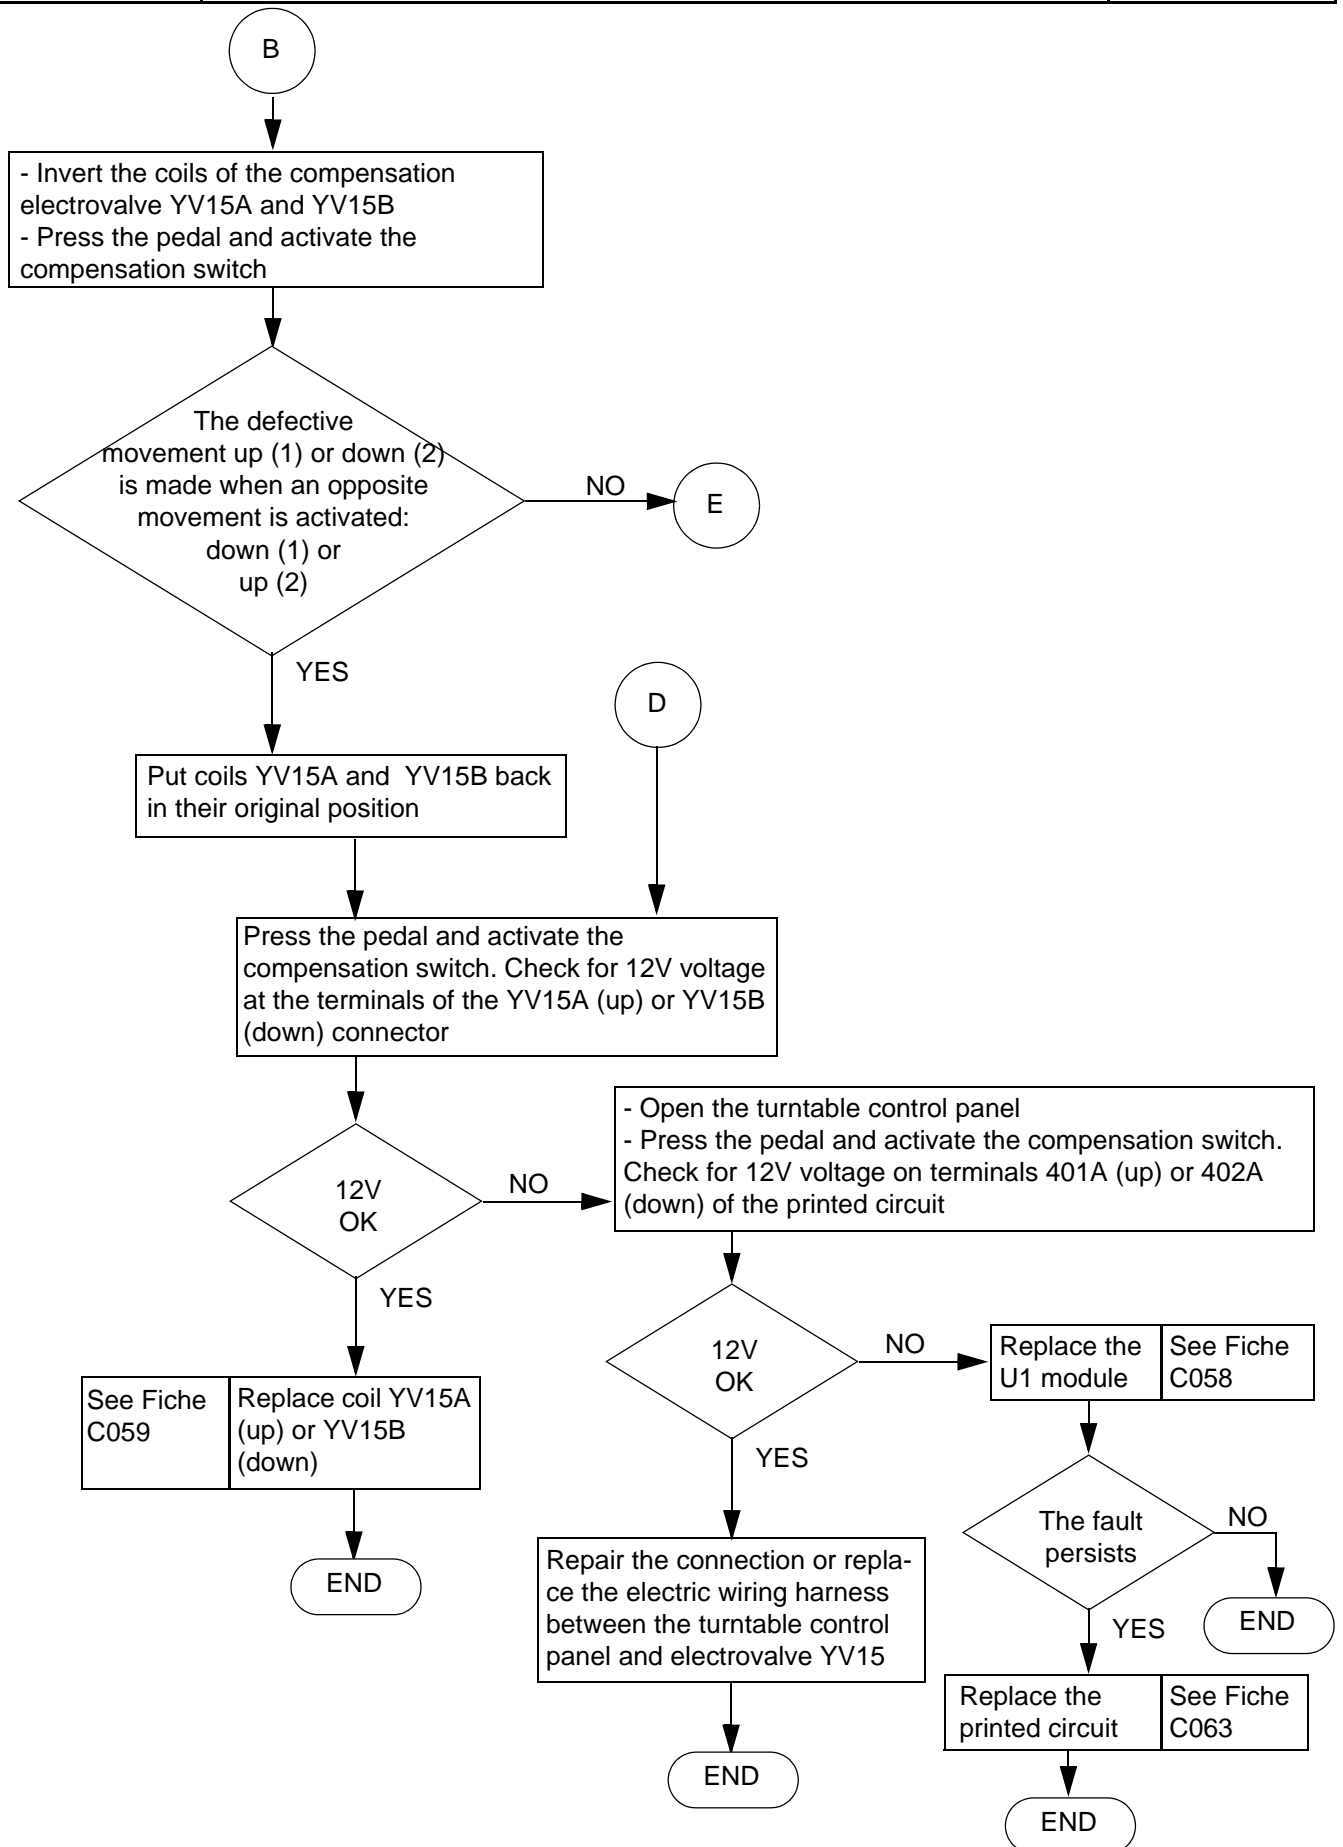 B
- Invert the coils of the compensation
electrovalve YV15A and YV15B
- Press the pedal and activate the
compensation switch
The defective
movement up (1) or down (2)
is made when an opposite
movement is activated:
down (1) or
up (2)
NO
E
YES
D
Put coils YV15A and  YV15B back
in their original position
Press the pedal and activate the
compensation switch. Check for 12V voltage
at the terminals of the YV15A (up) or YV15B
(down) connector
12V
OK
NO
- Open the turntable control panel
- Press the pedal and activate the compensation switch.
Check for 12V voltage on terminals 401A (up) or 402A
(down) of the printed circuit
YES
See Fiche
C059
Replace coil YV15A
(up) or YV15B
(down)
END
12V
OK
NO
Replace the
U1 module
See Fiche
C058
YES
Repair the connection or repla-
ce the electric wiring harness
between the turntable control
panel and electrovalve YV15
END
The fault
persists
NO
END
YES
Replace the
printed circuit
See Fiche
C063
END